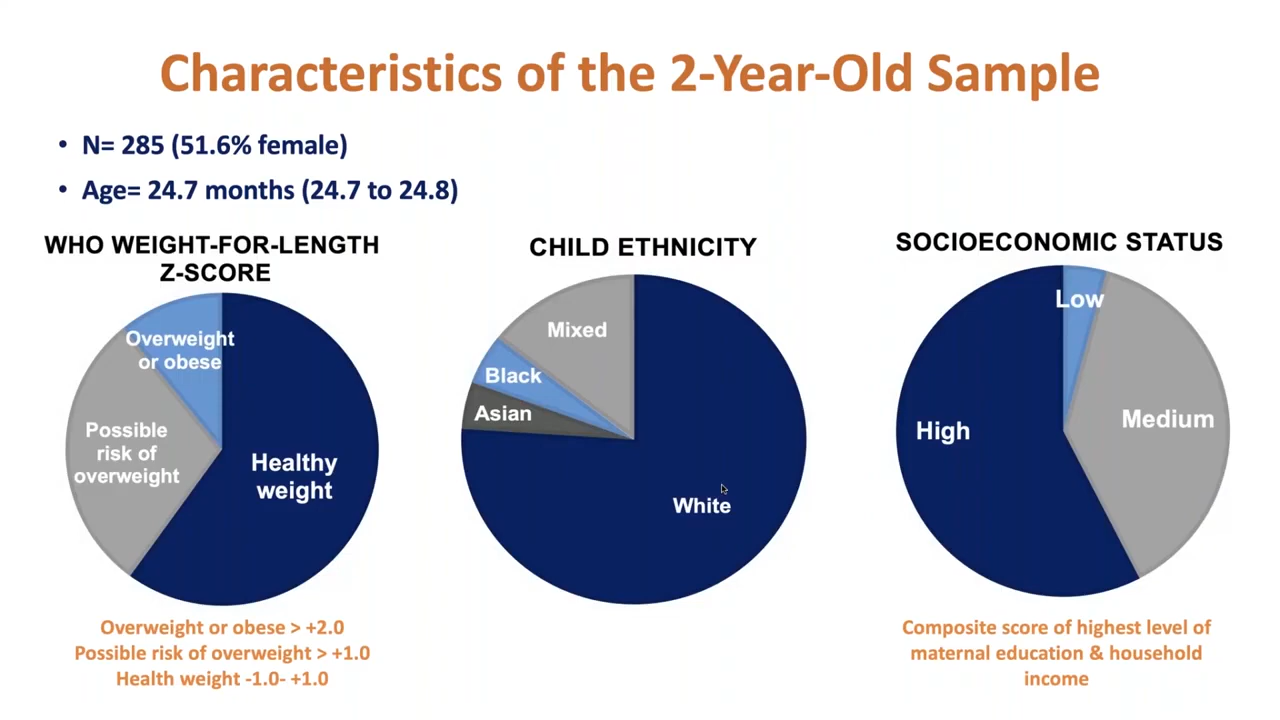 Characteristics of the 2-Year-Old Sample
• N= 285 (51.6% female)
• Age= 24.7 months (24.7 to 24.8)
WHO WEIGHT-FOR-LENGTH
Z-SCORE
Overweight
or obese
Possible
risk of
overweight
Healthy
weight
Overweight or obese > +2.0
Possible risk of overweight > +1.0
Health weight -1.0- +1.0
CHILD ETHNICITY
Mixed
Black
Asian
White
SOCIOECONOMIC STATUS
Low
High
Medium
Composite score of highest level of
maternal education & household
income